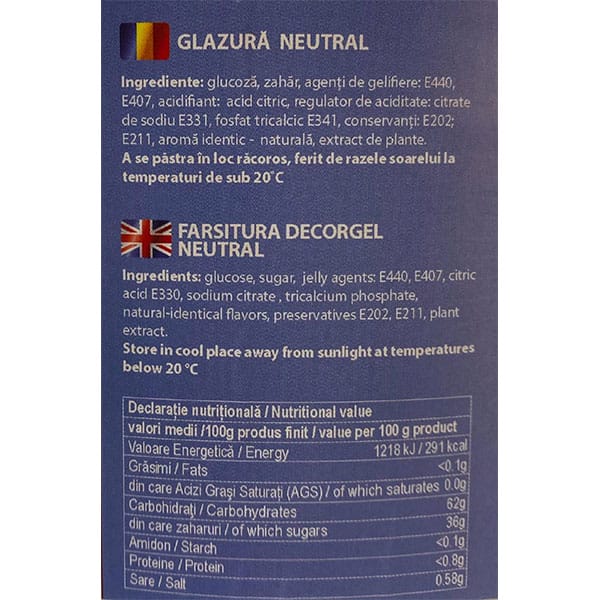 GLAZURĂ NEUTRAL
Ingrediente: glucoză, zahăr, agenți de gelifiere: E440,
E407, acidifiant: acid citric, regulator de aciditate: citrate
de sodiu E331, fosfat tricalcic E341, conservanți: E202;
E211, aromă identic - naturală, extract de plante.
A se păstra în loc răcoros, ferit de razele soarelui la
temperaturi de sub 20°C
FARSITURA DECORGEL
NEUTRAL
Ingredients: glucose, sugar, jelly agents: E440, E407, citric
acid E330, sodium citrate , tricalcium phosphate,
natural-identical flavors, preservatives E202, E211, plant
extract.
Store in cool place away from sunlight at temperatures
below 20 °C
Declarație nutrițională / Nutritional value
valori medii /100g produs finit / value per 100 g product
Valoare Energetică / Energy 1218 kJ / 291 kcal
Grăsimi / Fats <0.1g
din care Acizi Grași Saturați (AGS) / of which saturates 0.0g
Carbohidrați / Carbohydrates 62g
din care zaharuri / of which sugars 36g
Amidon / Starch <0.1g
Proteine / Protein <0.8g
Sare / Salt 0.58g